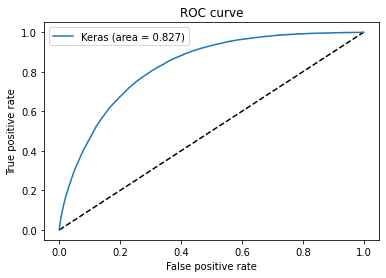 ROC curve
Keras (area = 0.827)
1.0
0.8
0.6
0.4
0.2
0.0
True positive rate
0.0 0.2 0.4 0.6 0.8 1.0
False positive rate